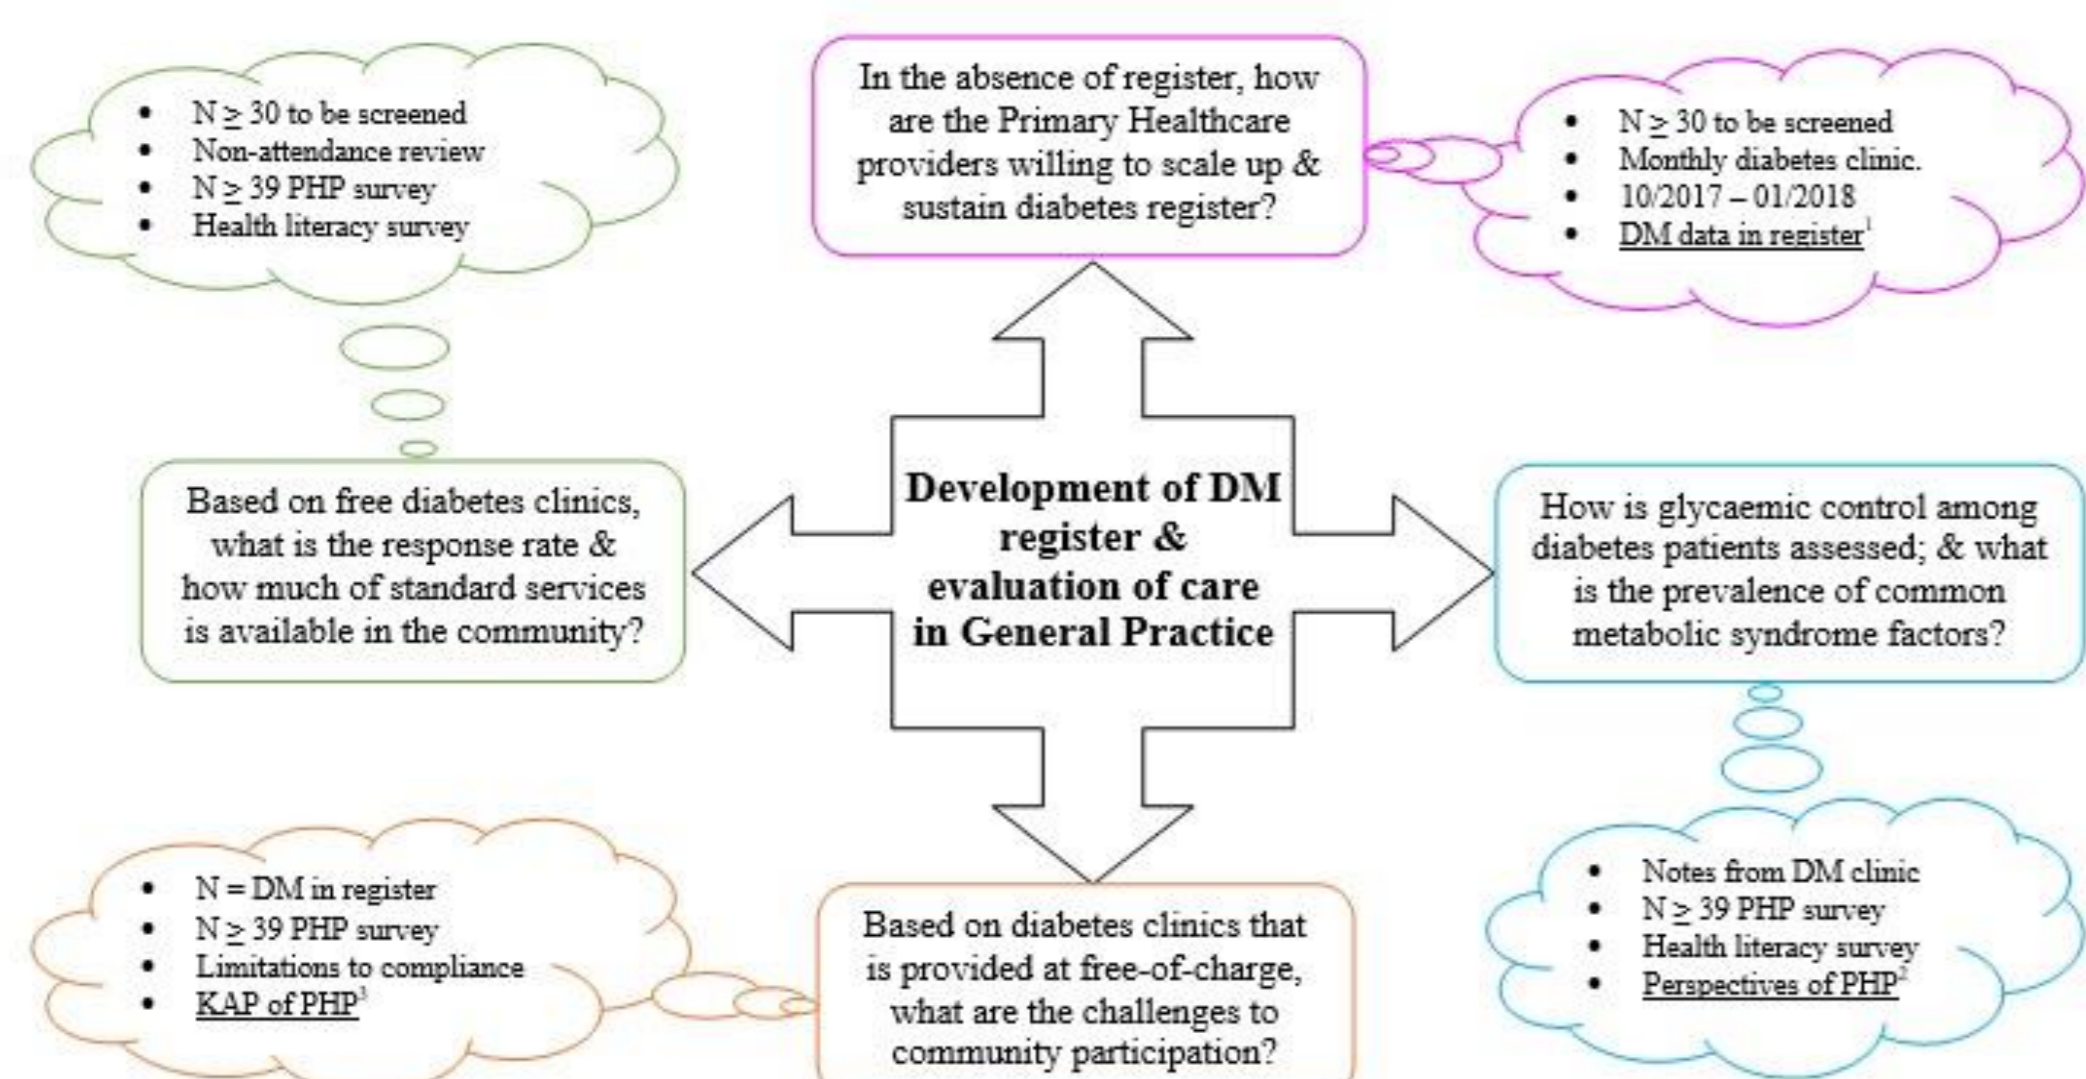 • N ≥ 30 to be screened
• Non-attendance review
• N ≥ 39 PHP survey
• Health literacy survey
In the absence of register, how
are the Primary Healthcare
providers willing to scale up &
sustain diabetes register?
• N ≥ 30 to be screened
• Monthly diabetes clinic.
• 10/2017 – 01/2018
• DM data in register¹
Based on free diabetes clinics,
what is the response rate &
how much of standard services
is available in the community?
Development of DM
register &
evaluation of care
in General Practice
How is glycaemic control among
diabetes patients assessed; & what
is the prevalence of common
metabolic syndrome factors?
• N = DM in register
• N ≥ 39 PHP survey
• Limitations to compliance
• KAP of PHP³
Based on diabetes clinics that
is provided at free-of-charge,
what are the challenges to
community participation?
• Notes from DM clinic
• N ≥ 39 PHP survey
• Health literacy survey
• Perspectives of PHP²